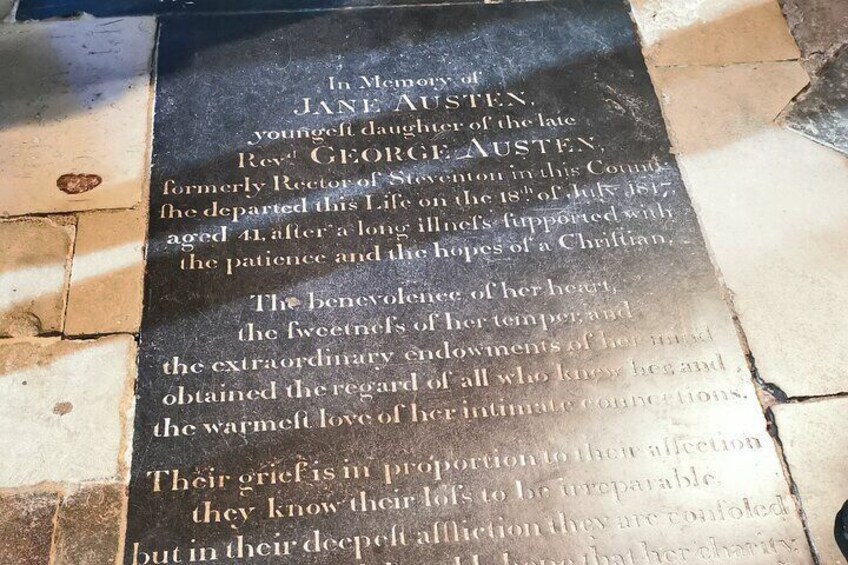 In Memory of
JANE AUSTEN,
youngeſt daughter of the late
Revᵈ GEORGE AUSTEN,
formerly Rector of Steventon in this County
ſhe departed this Life on the 18ᵗʰ of July 1817,
aged 41, after a long illneſs ſupported with
the patience and the hopes of a Chriſtian.
The benevolence of her heart,
the ſweetneſs of her temper, and
the extraordinary endowments of her mind
obtained the regard of all who knew her and
the warmeſt love of her intimate connections.
Their grief is in proportion to their affection
they know their loſs to be irreparable,
but in their deepeſt affliction they are conſoled
hope that her charity